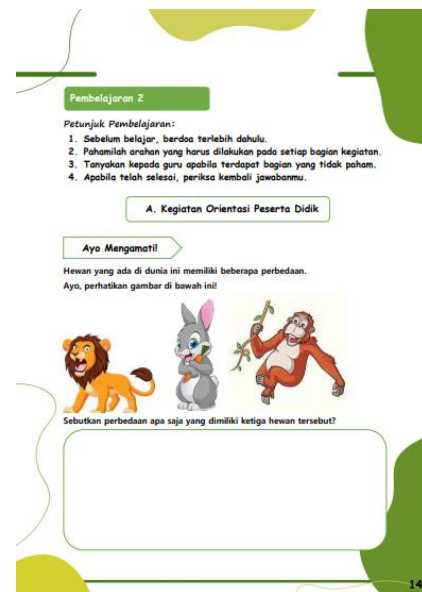 Pembelajaran 2
Petunjuk Pembelajaran:
1. Sebelum belajar, berdoa terlebih dahulu.
2. Pahamilah arahan yang harus dilakukan pada setiap bagian kegiatan.
3. Tanyakan kepada guru apabila terdapat bagian yang tidak paham.
4. Apabila telah selesai, periksa kembali jawabanmu.
A. Kegiatan Orientasi Peserta Didik
Ayo Mengamati!
Hewan yang ada di dunia ini memiliki beberapa perbedaan.
Ayo, perhatikan gambar di bawah ini!
Sebutkan perbedaan apa saja yang dimiliki ketiga hewan tersebut?
14